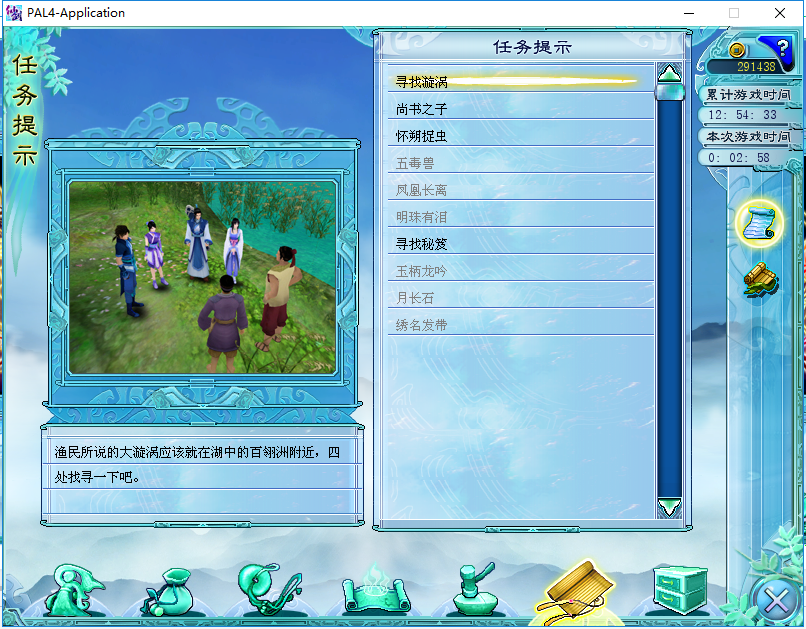 PAL4-Application
任务提示
任务提示
寻找漩涡
尚书之子
怀朔捉虫
五毒兽
凤凰长离
明珠有泪
寻找秘笈
玉柄龙吟
月长石
绣名发带
渔民所说的大漩涡应该就在湖中的百翎洲附近，四
处找寻一下吧。
?
291438
累计游戏时间
12: 54: 33
本次游戏时间
0: 02: 58